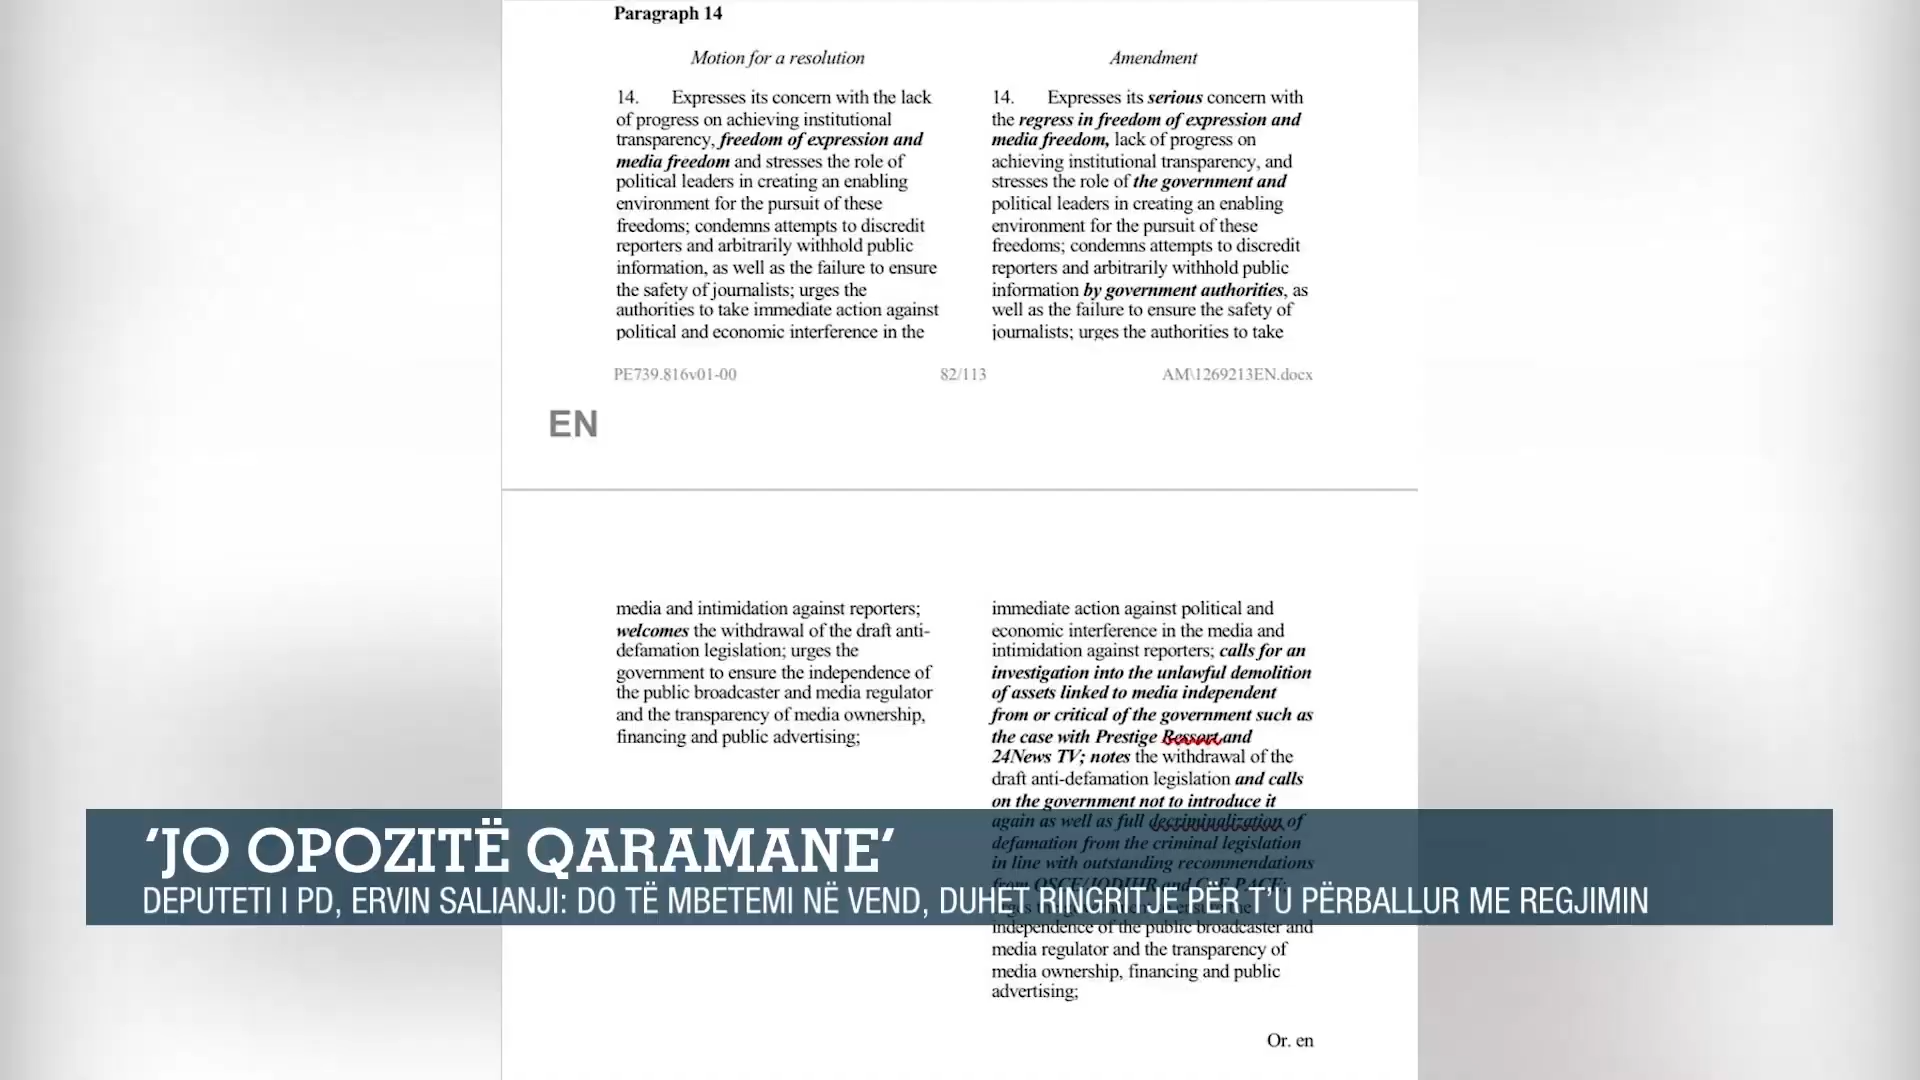 Paragraph 14
Motion for a resolution
14. Expresses its concern with the lack
of progress on achieving institutional
transparency, freedom of expression and
media freedom and stresses the role of
political leaders in creating an enabling
environment for the pursuit of these
freedoms; condemns attempts to discredit
reporters and arbitrarily withhold public
information, as well as the failure to ensure
the safety of journalists; urges the
authorities to take immediate action against
political and economic interference in the
Amendment
14. Expresses its serious concern with
the regress in freedom of expression and
media freedom, lack of progress on
achieving institutional transparency, and
stresses the role of the government and
political leaders in creating an enabling
environment for the pursuit of these
freedoms; condemns attempts to discredit
reporters and arbitrarily withhold public
information by government authorities, as
well as the failure to ensure the safety of
journalists; urges the authorities to take
PE739.816v01-00
82/113
AM\1269213EN.docx
EN
media and intimidation against reporters;
welcomes the withdrawal of the draft anti-
defamation legislation; urges the
government to ensure the independence of
the public broadcaster and media regulator
and the transparency of media ownership,
financing and public advertising;
immediate action against political and
economic interference in the media and
intimidation against reporters; calls for an
investigation into the unlawful demolition
of assets linked to media independent
from or critical of the government such as
the case with Prestige Ressort and
24News TV; notes the withdrawal of the
draft anti-defamation legislation and calls
on the government not to introduce it
again as well as full decriminalization of
defamation from the criminal legislation
in line with outstanding recommendations
from OSCE/IODIHR and CoE PACE;
the
independence of the public broadcaster and
media regulator and the transparency of
media ownership, financing and public
advertising;
Or. en
‘JO OPOZITË QARAMANE’
DEPUTETI I PD, ERVIN SALIANJI: DO TË MBETEMI NË VEND, DUHET RINGRITJE PËR T’U PËRBALLUR ME REGJIMIN